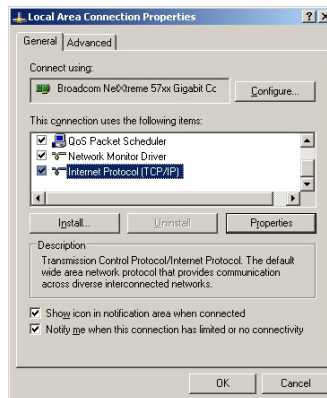 Local Area Connection Properties
General Advanced
Connect using:
Broadcom NetXtreme 57xx Gigabit Cc
Configure...
This connection uses the following items:
QoS Packet Scheduler
Network Monitor Driver
Internet Protocol (TCP/IP)
Install... Uninstall Properties
Description
Transmission Control Protocol/Internet Protocol. The default
wide area network protocol that provides communication
across diverse interconnected networks.
Show icon in notification area when connected
Notify me when this connection has limited or no connectivity
OK Cancel